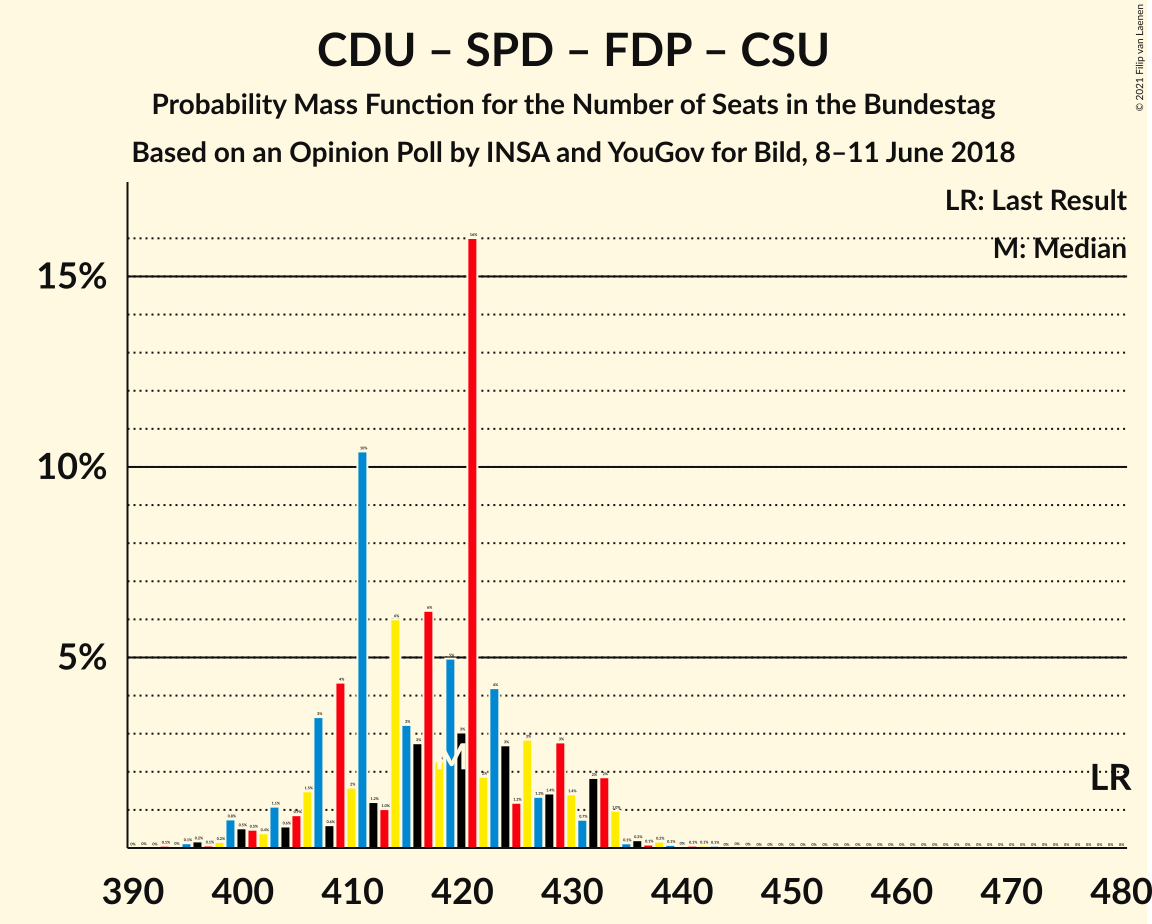 CDU – SPD – FDP – CSU
Probability Mass Function for the Number of Seats in the Bundestag
Based on an Opinion Poll by INSA and YouGov for Bild, 8–11 June 2018
© 2021 Filip van Laenen
LR: Last Result
M: Median
15%
10%
5%
M
LR
390 400 410 420 430 440 450 460 470 480